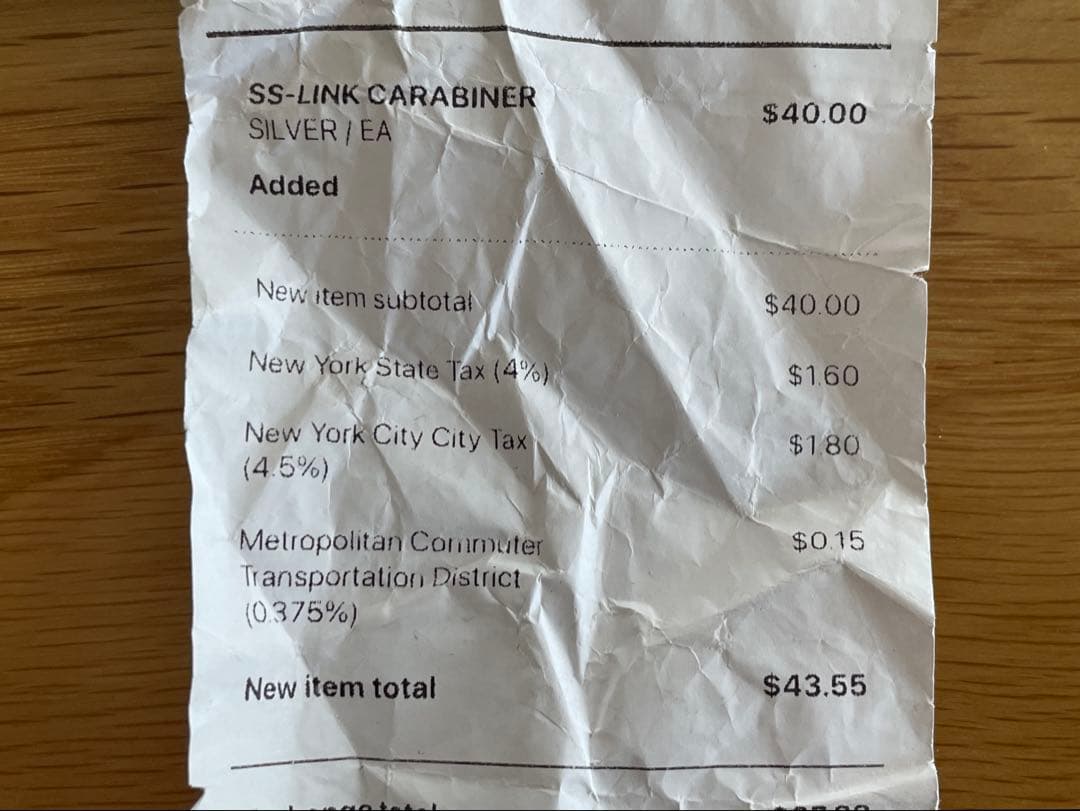 SS-LINK CARABINER $40.00
SILVER / EA
Added
New item subtotal $40.00
New York State Tax (4%) $1.60
New York City City Tax $1.80
(4.5%)
Metropolitan Commuter $0.15
Transportation District
(0.375%)
New item total $43.55